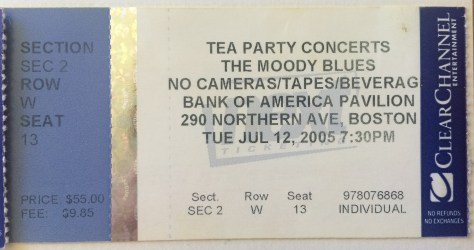 SECTION
SEC 2
ROW
W
SEAT
13
PRICE: $55.00
FEE: $9.85
TEA PARTY CONCERTS
THE MOODY BLUES
NO CAMERAS/TAPES/BEVERAG
BANK OF AMERICA PAVILION
290 NORTHERN AVE, BOSTON
TUE JUL 12, 2005 7:30PM
Sect. Row Seat 978076868
SEC 2 W 13 INDIVIDUAL
CLEARCHANNEL
ENTERTAINMENT
NO REFUNDS
NO EXCHANGES